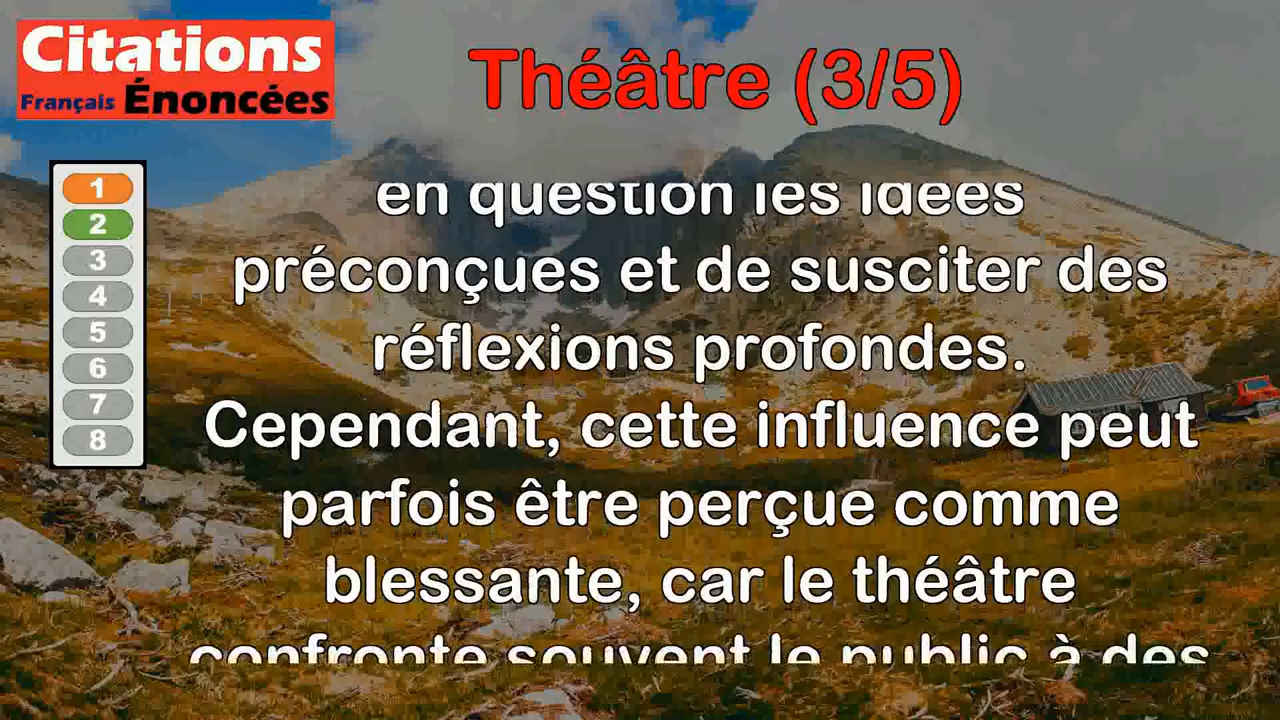 Citations
Français Énoncées
Théâtre (3/5)
1
2
3
4
5
6
7
8
en question les idées
préconçues et de susciter des
réflexions profondes.
Cependant, cette influence peut
parfois être perçue comme
blessante, car le théâtre
confronte souvent le public à des